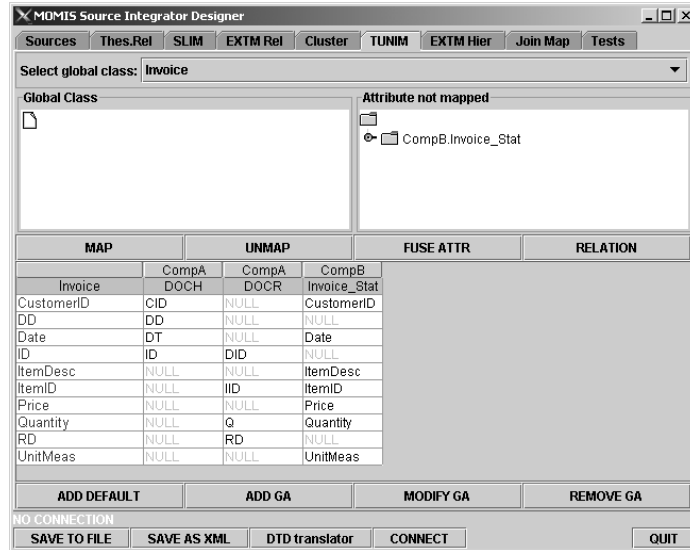 MOMIS Source Integrator Designer
Sources Thes.Rel SLIM EXTM Rel Cluster TUNIM EXTM Hier Join Map Tests
Select global class: Invoice
Global Class Attribute not mapped
CompB.Invoice_Stat
MAP UNMAP FUSE ATTR RELATION
CompA CompA CompB
Invoice DOCH DOCR Invoice_Stat
CustomerID CID NULL CustomerID
DD DD NULL NULL
Date DT NULL Date
ID ID DID NULL
ItemDesc NULL NULL ItemDesc
ItemID NULL IID ItemID
Price NULL NULL Price
Quantity NULL Q Quantity
RD NULL RD NULL
UnitMeas NULL NULL UnitMeas
ADD DEFAULT ADD GA MODIFY GA REMOVE GA
NO CONNECTION
SAVE TO FILE SAVE AS XML DTD translator CONNECT QUIT